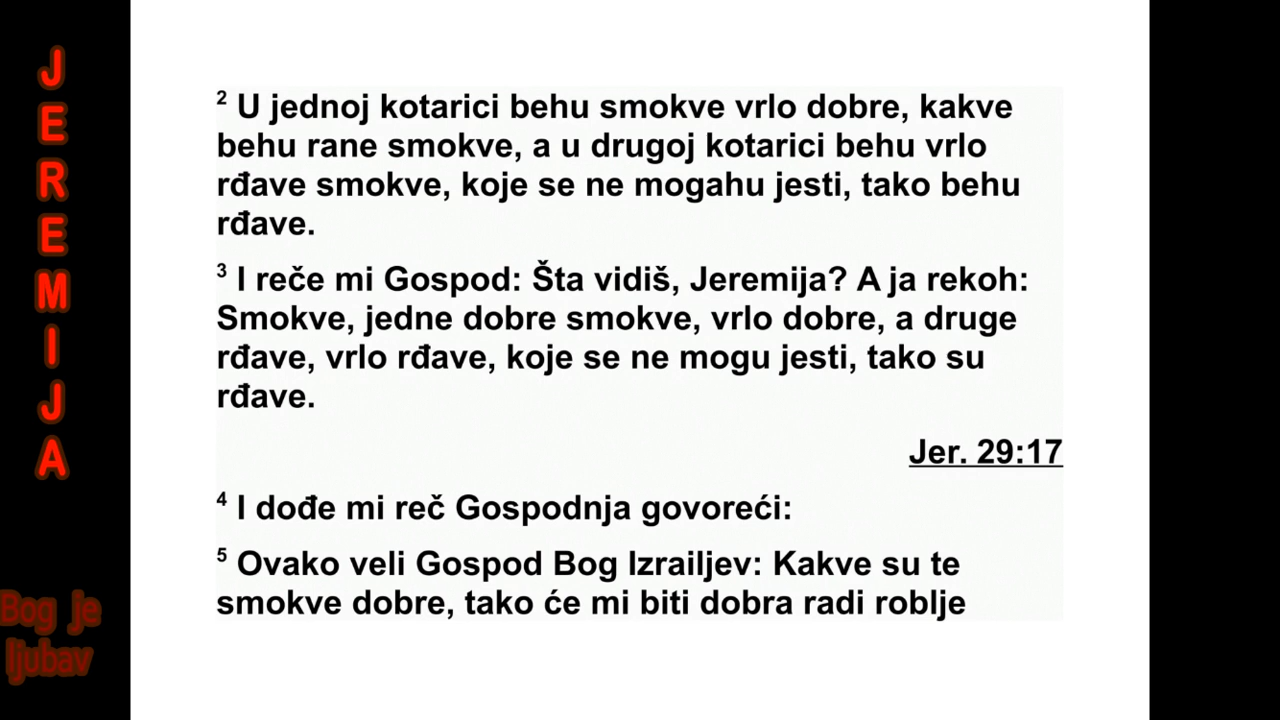 JEREMIJA
Bog je
ljubav
2 U jednoj kotarici behu smokve vrlo dobre, kakve
behu rane smokve, a u drugoj kotarici behu vrlo
rđave smokve, koje se ne mogahu jesti, tako behu
rđave.
3 I reče mi Gospod: Šta vidiš, Jeremija? A ja rekoh:
Smokve, jedne dobre smokve, vrlo dobre, a druge
rđave, vrlo rđave, koje se ne mogu jesti, tako su
rđave.
Jer. 29:17
4 I dođe mi reč Gospodnja govoreći:
5 Ovako veli Gospod Bog Izrailjev: Kakve su te
smokve dobre, tako će mi biti dobra radi roblje